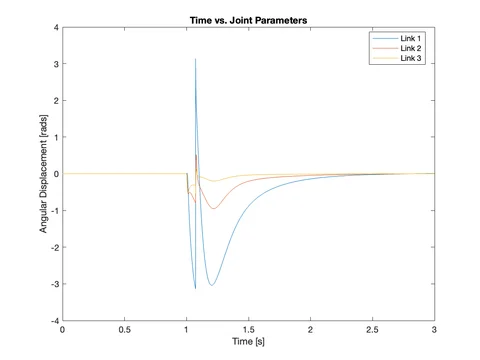 Time vs. Joint Parameters
Link 1
Link 2
Link 3
4
3
2
1
0
-1
-2
-3
-4
Angular Displacement [rads]
0
0.5
1
1.5
2
2.5
3
Time [s]